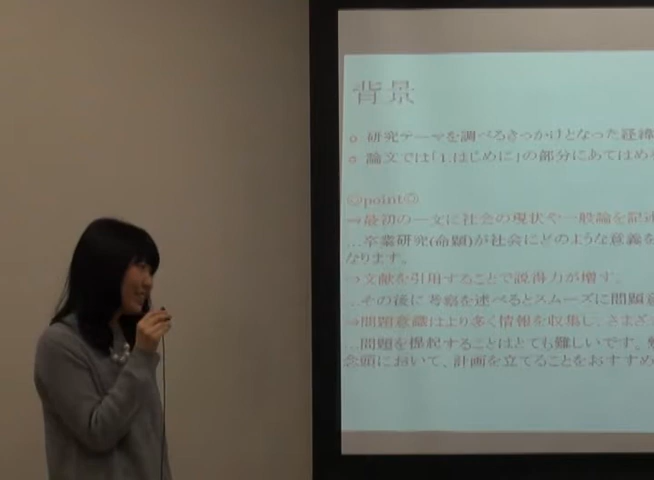 背景
○ 研究テーマを調べるきっかけとなった経緯
○ 論文では「1.はじめに」の部分にあてはめ
◎point◎
→最初の一文に社会の現状や一般論を記述
…卒業研究(命題)が社会にどのような意義を
なります。
→文献を引用することで説得力が増す。
…その後に考察を述べるとスムーズに問題意
→問題意識はより多く情報を収集し、さまざ
…問題を提起することはとても難しいです。
念頭において、計画を立てることをおすすめ